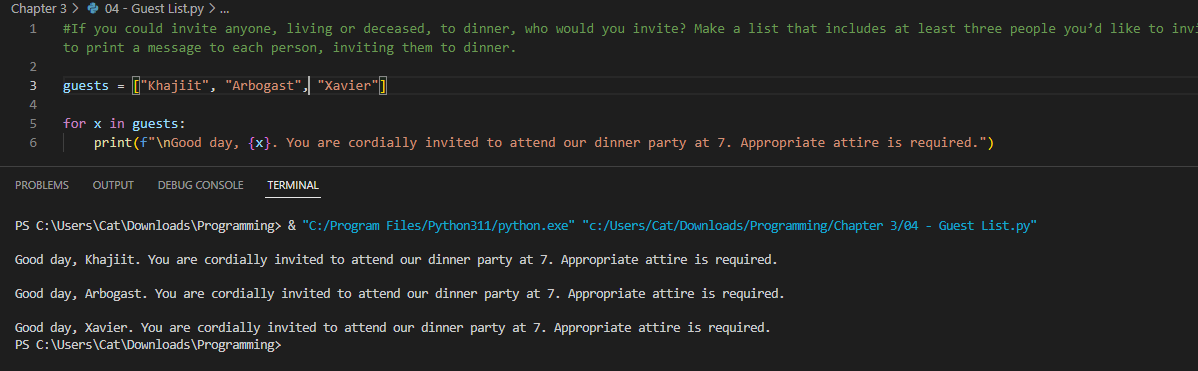 Chapter 3 > 04 - Guest List.py > ...
1 #If you could invite anyone, living or deceased, to dinner, who would you invite? Make a list that includes at least three people you’d like to
to print a message to each person, inviting them to dinner.
2
3 guests = ["Khajiit", "Arbogast", "Xavier"]
4
5 for x in guests:
6 print(f"\nGood day, {x}. You are cordially invited to attend our dinner party at 7. Appropriate attire is required.")
PROBLEMS OUTPUT DEBUG CONSOLE TERMINAL
PS C:\Users\Cat\Downloads\Programming> & "C:/Program Files/Python311/python.exe" "c:/Users/Cat/Downloads/Programming/Chapter 3/04 - Guest List.py"
Good day, Khajiit. You are cordially invited to attend our dinner party at 7. Appropriate attire is required.
Good day, Arbogast. You are cordially invited to attend our dinner party at 7. Appropriate attire is required.
Good day, Xavier. You are cordially invited to attend our dinner party at 7. Appropriate attire is required.
PS C:\Users\Cat\Downloads\Programming>